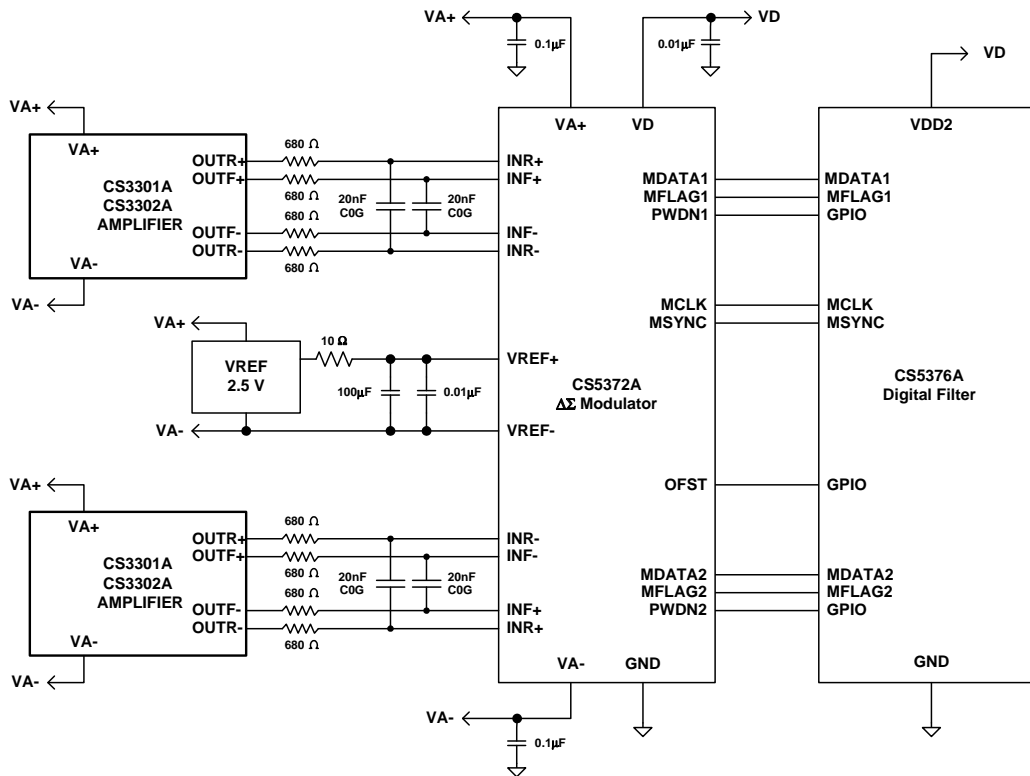 VA+
0.1µF
0.01µF
VD
VD
VA+
VA+
CS3301A
CS3302A
AMPLIFIER
VA-
VA-
OUTR+
OUTF+
OUTF-
OUTR-
680 Ω
680 Ω
680 Ω
680 Ω
20nF
C0G
20nF
C0G
INR+
INF+
INF-
INR-
VA+
VREF
2.5 V
VA-
10 Ω
100µF
0.01µF
VREF+
VREF-
VA+
VA+
CS3301A
CS3302A
AMPLIFIER
VA-
VA-
OUTR+
OUTF+
OUTF-
OUTR-
680 Ω
680 Ω
680 Ω
680 Ω
20nF
C0G
20nF
C0G
INR-
INF-
INF+
INR+
VA+
VD
CS5372A
ΔΣ Modulator
MDATA1
MFLAG1
PWDN1
MCLK
MSYNC
OFST
MDATA2
MFLAG2
PWDN2
VA-
GND
VA-
0.1µF
VDD2
MDATA1
MFLAG1
GPIO
MCLK
MSYNC
CS5376A
Digital Filter
GPIO
MDATA2
MFLAG2
GPIO
GND